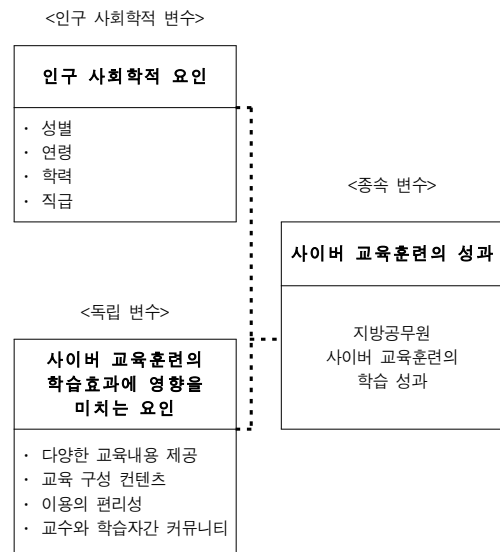 <인구 사회학적 변수>
인구 사회학적 요인
· 성별
· 연령
· 학력
· 직급
<종속 변수>
사이버 교육훈련의 성과
지방공무원
사이버 교육훈련의
학습 성과
<독립 변수>
사이버 교육훈련의
학습효과에 영향을
미치는 요인
· 다양한 교육내용 제공
· 교육 구성 컨텐츠
· 이용의 편리성
· 교수와 학습자간 커뮤니티